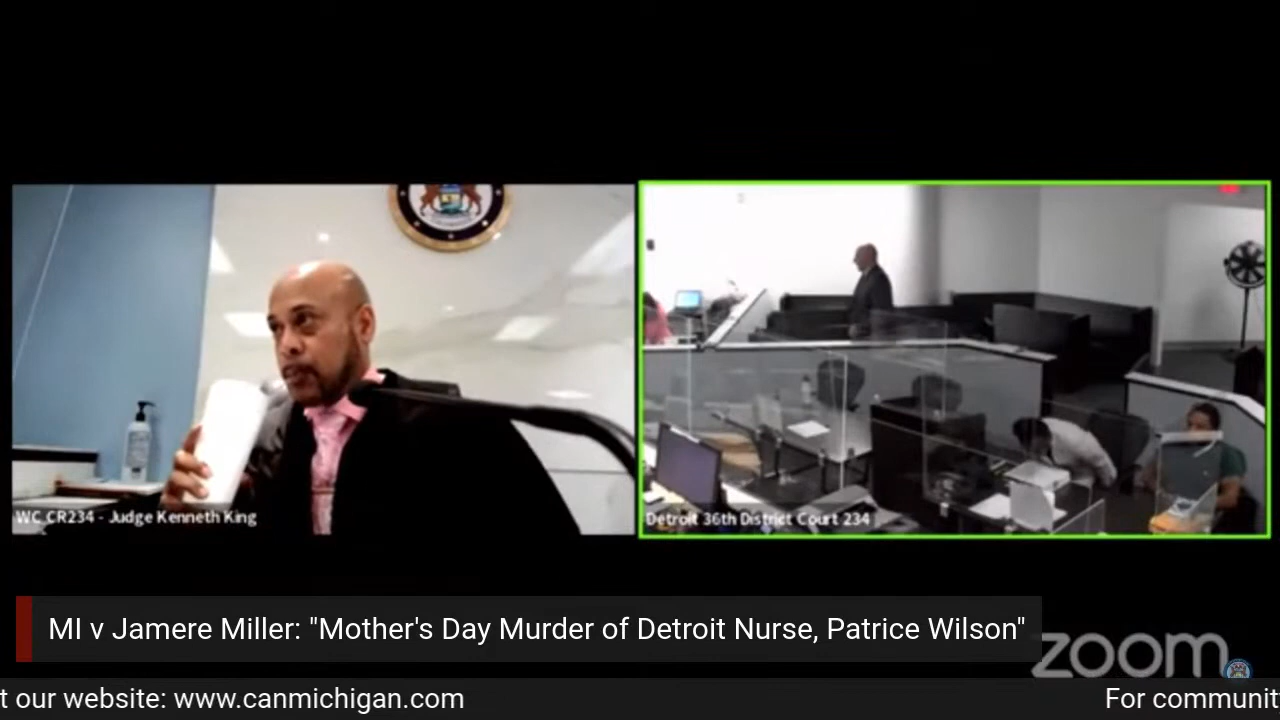 WC CR234 - Judge Kenneth King
Detroit 36th District Court 234
MI v Jamere Miller: "Mother's Day Murder of Detroit Nurse, Patrice Wilson"
zoom
t our website: www.canmichigan.com
For communit